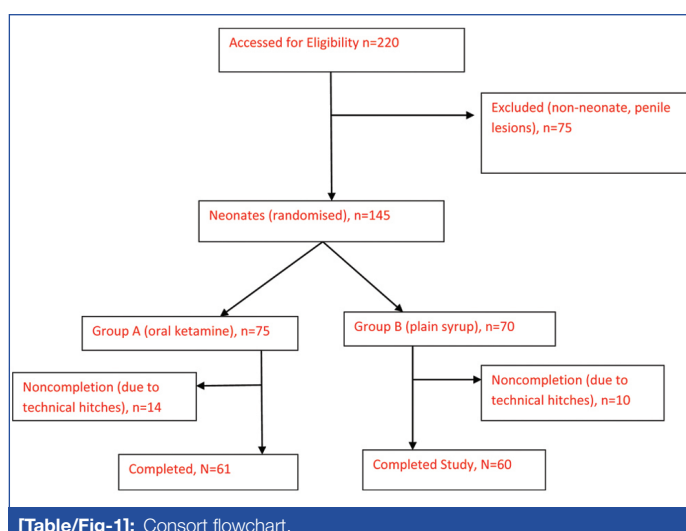 Accessed for Eligibility n=220
Excluded (non-neonate, penile
lesions), n=75
Neonates (randomised), n=145
Group A (oral ketamine), n=75
Group B (plain syrup), n=70
Noncompletion (due to
technical hitches), n=14
Noncompletion (due to
technical hitches), n=10
Completed, N=61
Completed Study, N=60
[Table/Fig-1]: Consort flowchart.